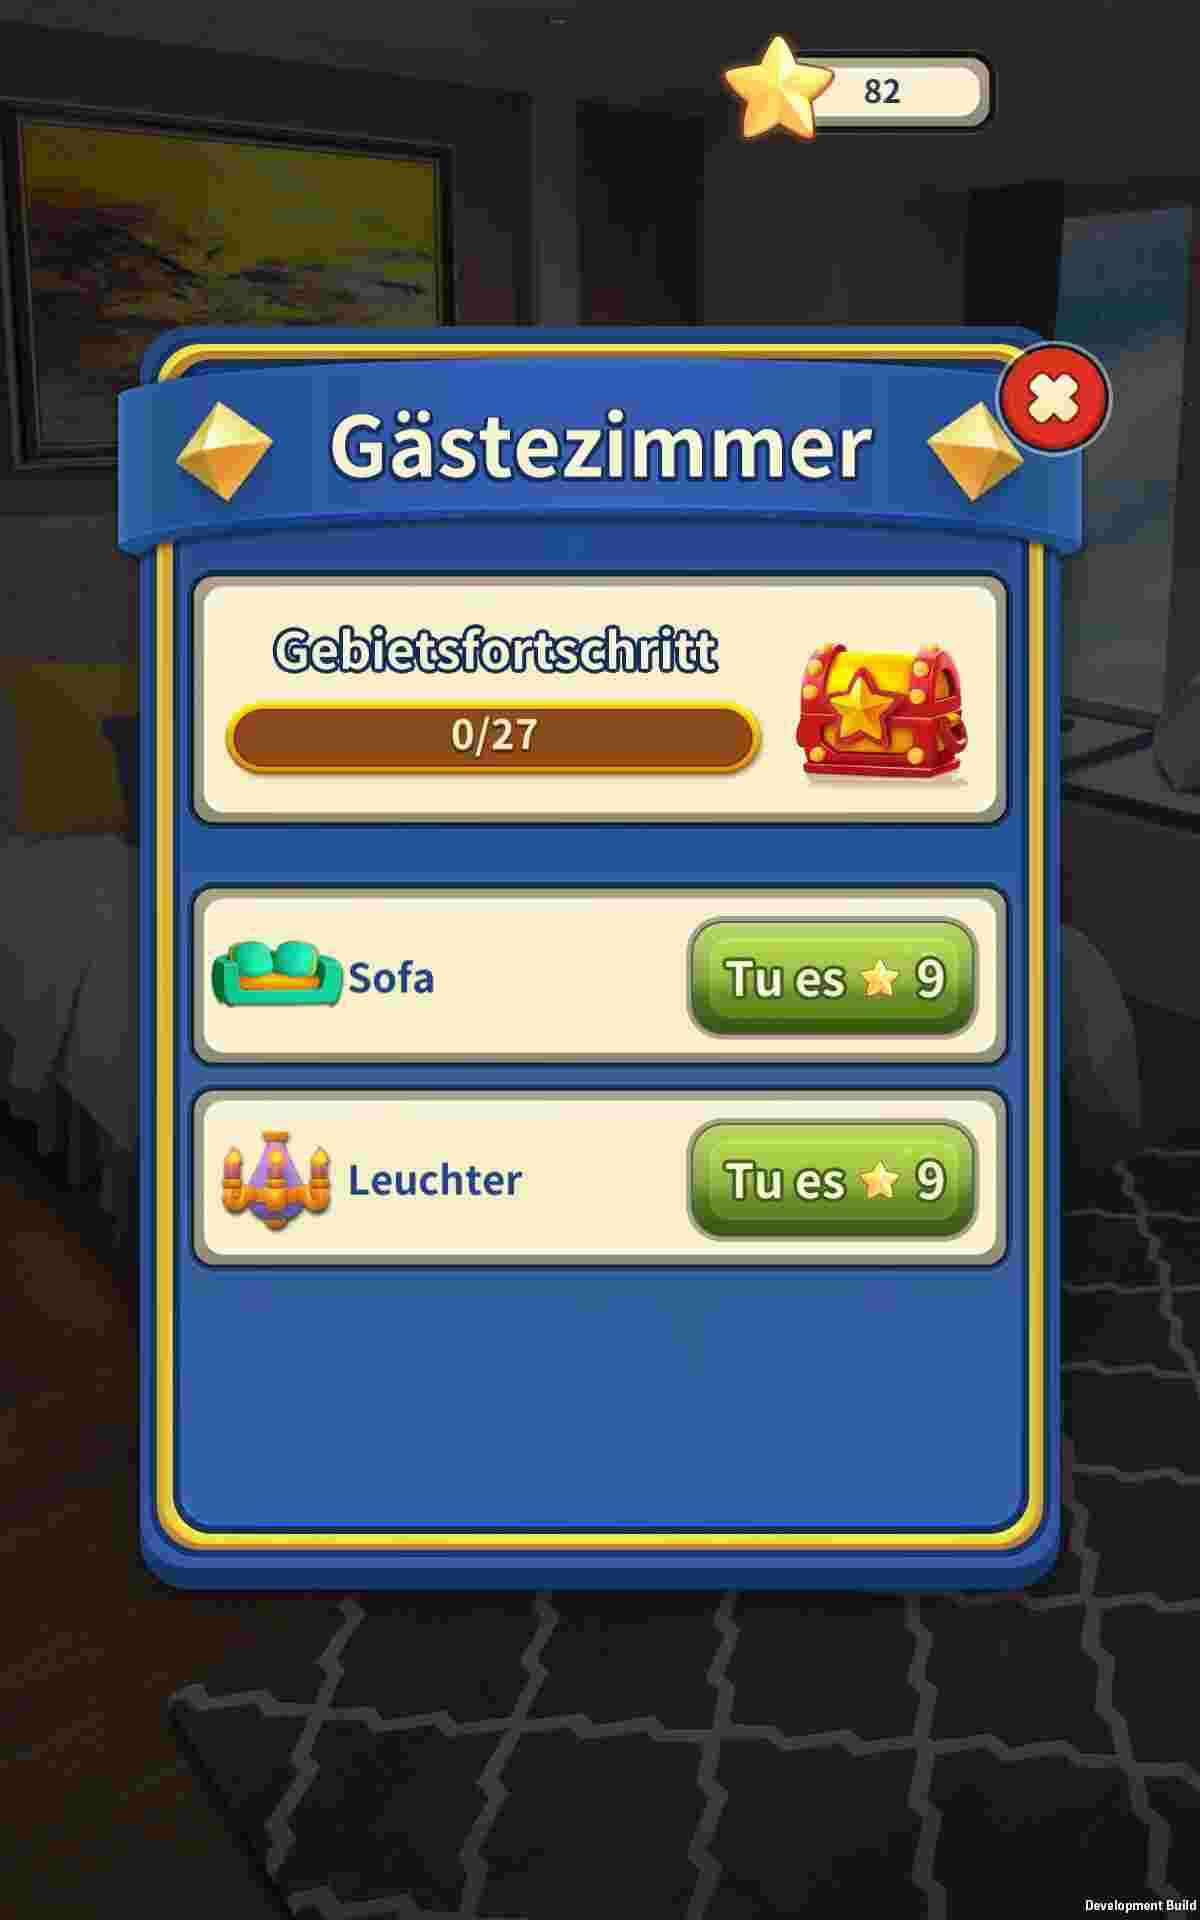 82
Gästezimmer
Gebietsfortschritt
0/27
Sofa
Tu es 9
Leuchter
Tu es 9
Development Build